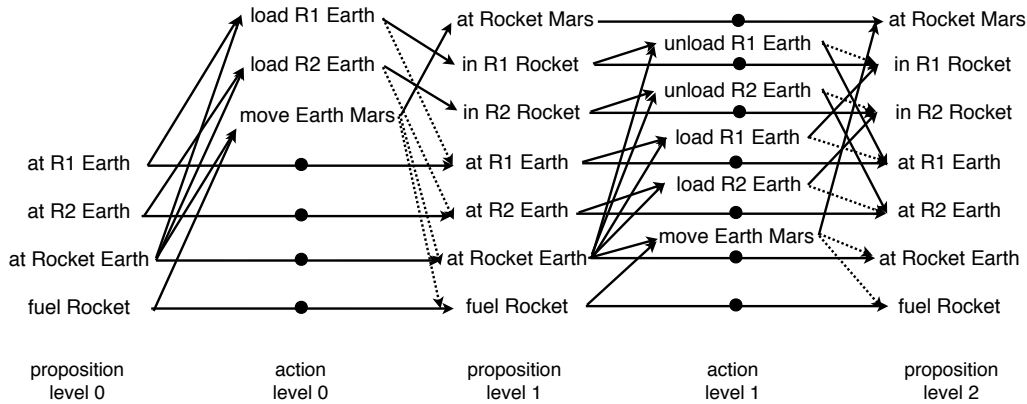 load R1 Earth
load R2 Earth
move Earth Mars
at R1 Earth
at R2 Earth
at Rocket Earth
fuel Rocket
at Rocket Mars
in R1 Rocket
in R2 Rocket
at R1 Earth
at R2 Earth
at Rocket Earth
fuel Rocket
unload R1 Earth
unload R2 Earth
load R1 Earth
load R2 Earth
move Earth Mars
at Rocket Mars
in R1 Rocket
in R2 Rocket
at R1 Earth
at R2 Earth
at Rocket Earth
fuel Rocket
proposition
level 0
action
level 0
proposition
level 1
action
level 1
proposition
level 2